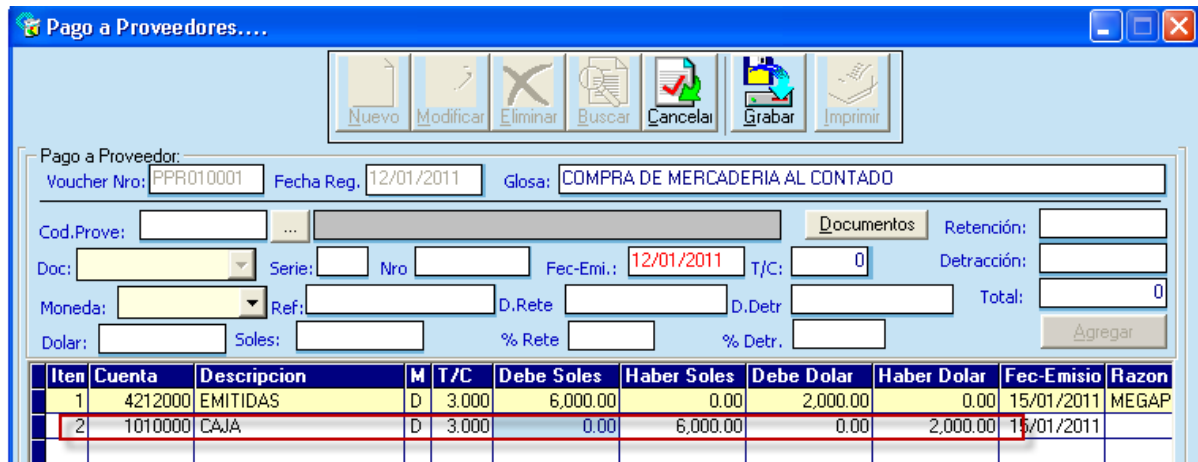 Pago a Proveedores....
Nuevo Modificar Eliminar Buscar Cancelar Grabar Imprimir
Pago a Proveedor:
Voucher Nro: PPR010001 Fecha Reg. 12/01/2011 Glosa: COMPRA DE MERCADERIA AL CONTADO
Cod.Prove: ... Documentos Retención:
Doc: Serie: Nro Fec-Emi.: 12/01/2011 T/C: 0 Detracción:
Moneda: Ref: D.Rete D.Detr Total: 0
Dolar: Soles: % Rete % Detr. Agregar
Iten Cuenta Descripcion M T/C Debe Soles Haber Soles Debe Dolar Haber Dolar Fec-Emisio Razon
1 4212000 EMITIDAS D 3.000 6,000.00 0.00 2,000.00 0.00 15/01/2011 MEGAP
2 1010000 CAJA D 3.000 0.00 6,000.00 0.00 2,000.00 15/01/2011